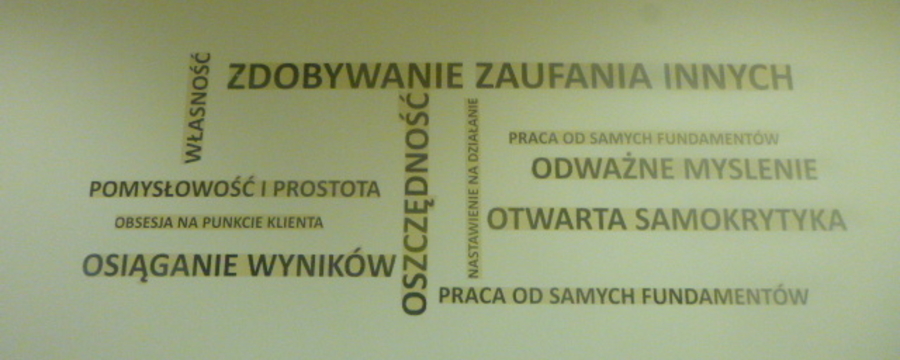 WŁASNOŚĆ
ZDOBYWANIE ZAUFANIA INNYCH
OSZCZĘDNOŚĆ
NASTAWIENIE NA DZIAŁANIE
PRACA OD SAMYCH FUNDAMENTÓW
ODWAŻNE MYSLENIE
POMYSŁOWOŚĆ I PROSTOTA
OBSESJA NA PUNKCIE KLIENTA
OTWARTA SAMOKRYTYKA
OSIĄGANIE WYNIKÓW
PRACA OD SAMYCH FUNDAMENTÓW